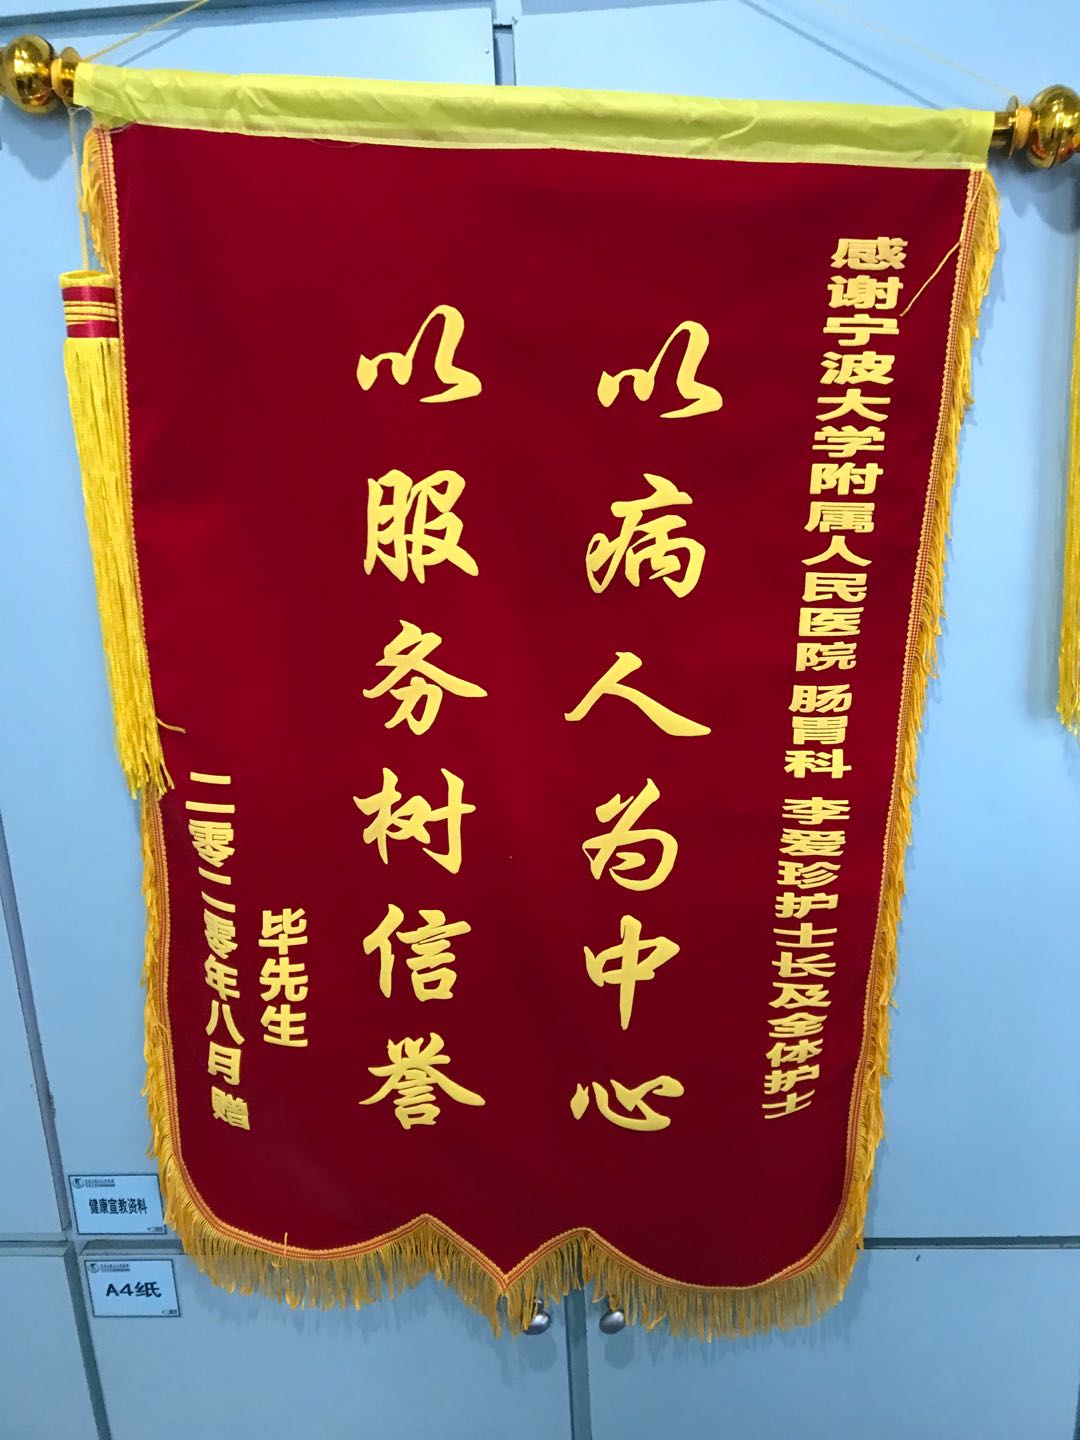 感谢宁波大学附属人民医院 肠胃科 李爱珍护士长及全体护士
以病人为中心
以服务树信誉
毕先生
二零二零年八月 赠
健康宣教资料
A4纸